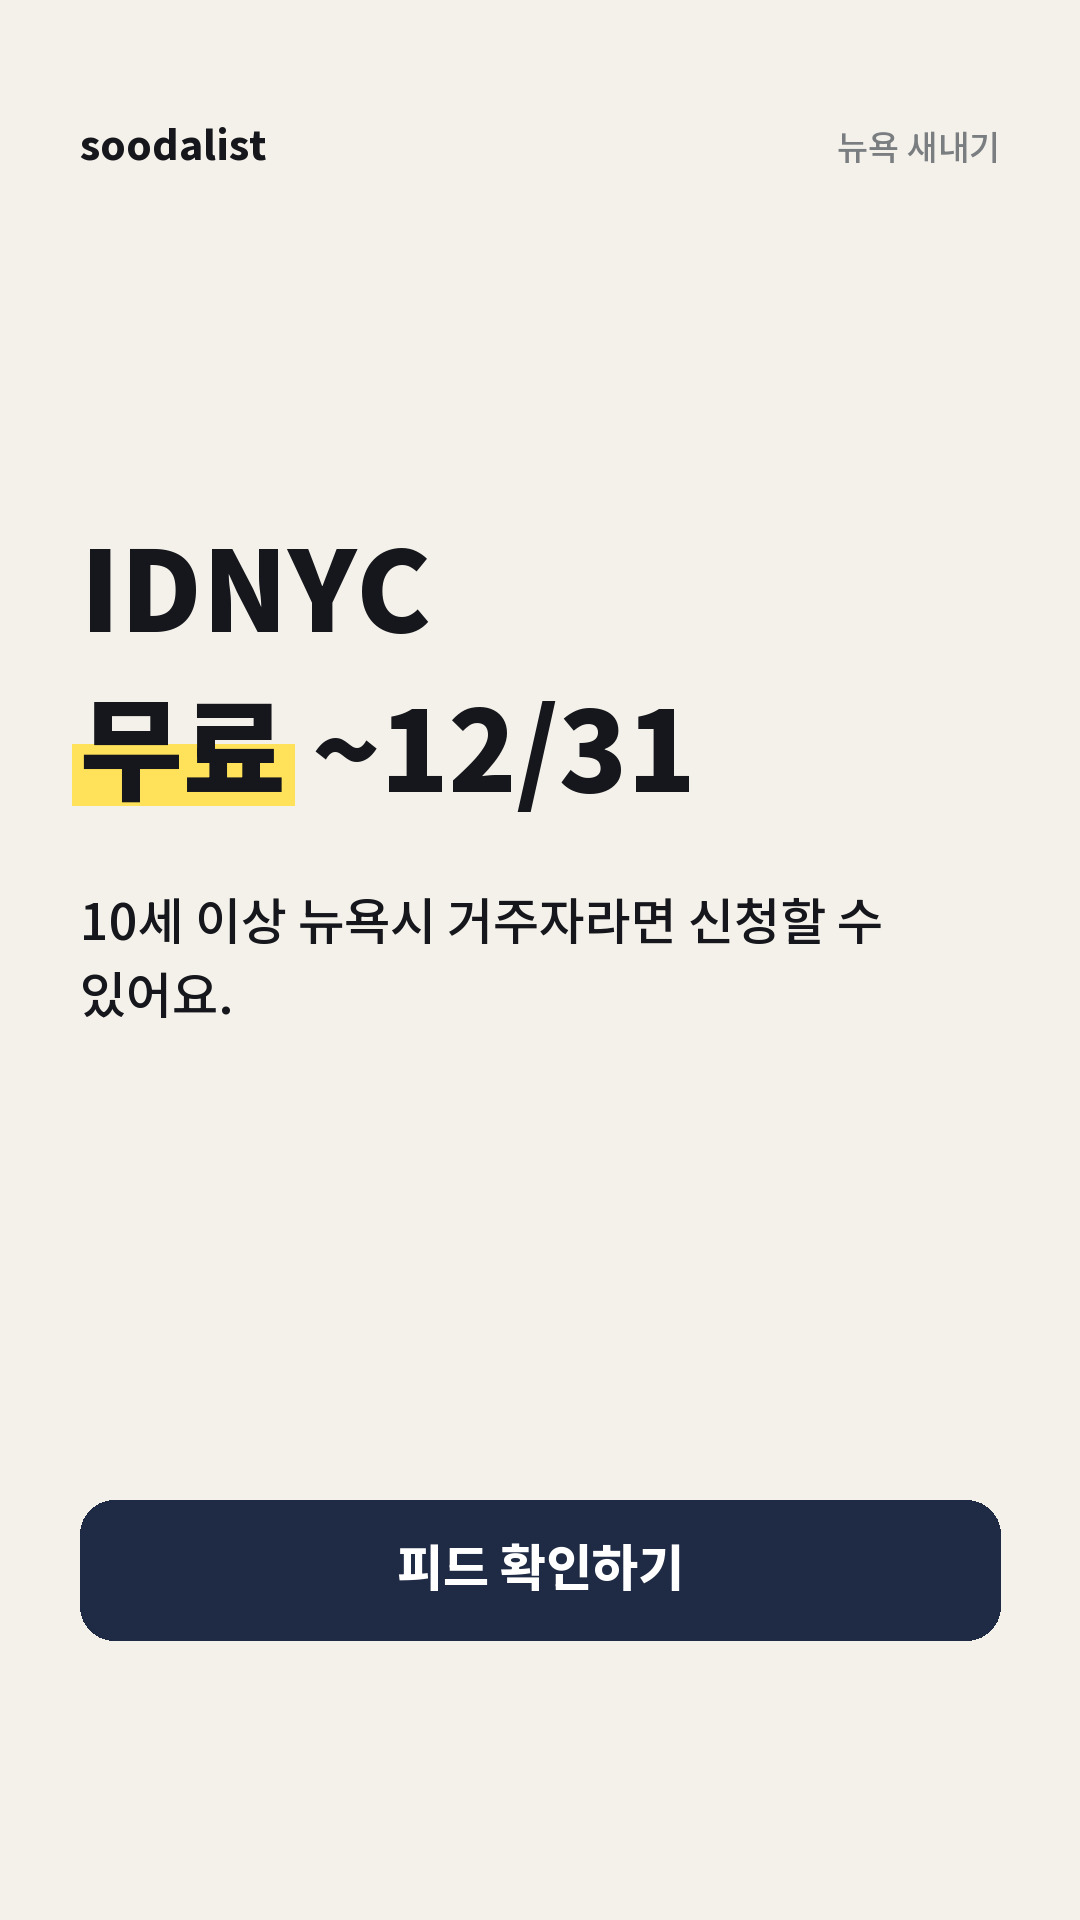 soodalist
뉴욕 새내기
IDNYC
무료 ~12/31
10세 이상 뉴욕시 거주자라면 신청할 수
있어요.
피드 확인하기